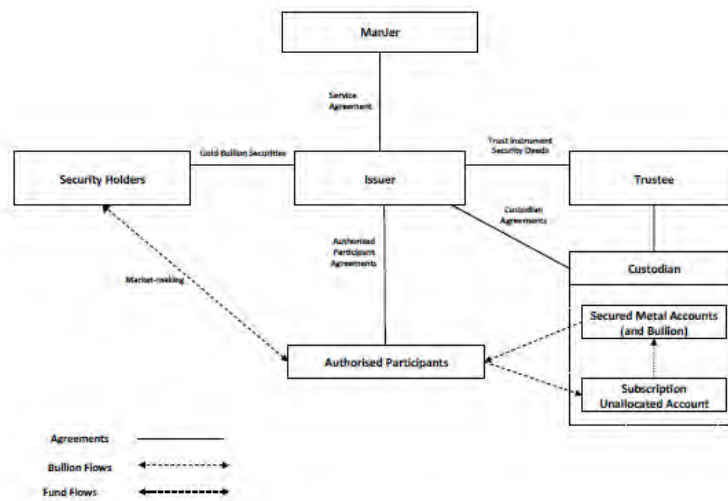 ManJer
Service
Agreement
Gold Bullion Securities
Trust Instrument
Security Deeds
Security Holders
Issuer
Trustee
Custodian
Agreements
Authorised
Participant
Agreements
Market-making
Custodian
Secured Metal Accounts
(and Bullion)
Authorised Participants
Subscription
Unallocated Account
Agreements
Bullion Flows
Fund Flows